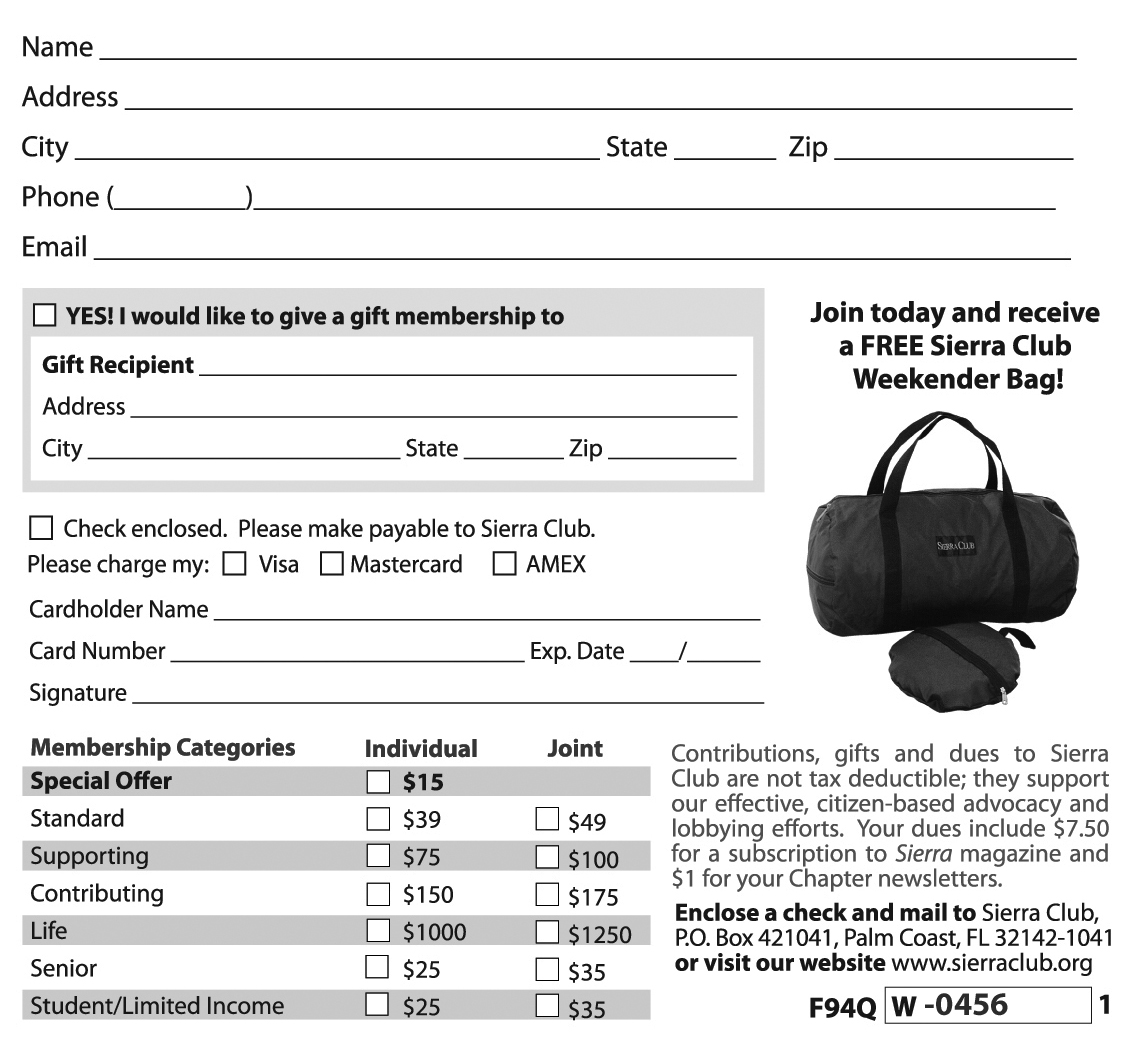 Name
Address
City State Zip
Phone ( )
Email
YES! I would like to give a gift membership to
Gift Recipient
Address
City State Zip
Join today and receive
a FREE Sierra Club
Weekender Bag!
SIERRA CLUB
Check enclosed. Please make payable to Sierra Club.
Please charge my: Visa Mastercard AMEX
Cardholder Name
Card Number Exp. Date /
Signature
Membership Categories Individual Joint
Special Offer $15
Standard $39 $49
Supporting $75 $100
Contributing $150 $175
Life $1000 $1250
Senior $25 $35
Student/Limited Income $25 $35
Contributions, gifts and dues to Sierra
Club are not tax deductible; they support
our effective, citizen-based advocacy and
lobbying efforts. Your dues include $7.50
for a subscription to Sierra magazine and
$1 for your Chapter newsletters.
Enclose a check and mail to Sierra Club,
P.O. Box 421041, Palm Coast, FL 32142-1041
or visit our website www.sierraclub.org
F94Q W -0456 1